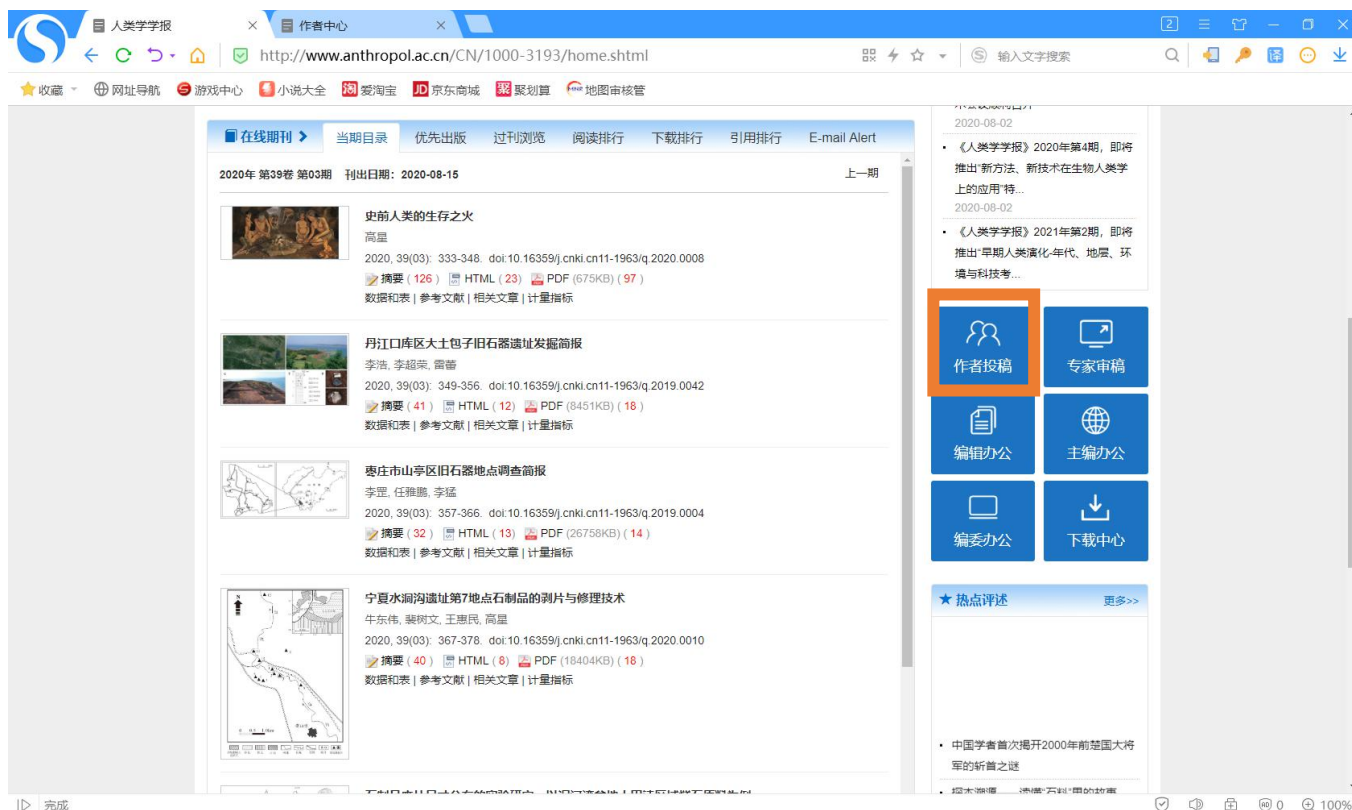 人类学学报
作者中心
2
http://www.anthropol.ac.cn/CN/1000-3193/home.shtml
输入文字搜索
译
收藏
网址导航
游戏中心
小说大全
淘 爱淘宝
JD 京东商城
聚 聚划算
地图审核管
在线期刊
当期目录
优先出版
过刊浏览
阅读排行
下载排行
引用排行
E-mail Alert
2020年 第39卷 第03期 刊出日期：2020-08-15
上一期
史前人类的生存之火
高星
2020, 39(03): 333-348. doi:10.16359/j.cnki.cn11-1963/q.2020.0008
摘要 ( 126 ) HTML ( 23) PDF (675KB) ( 97 )
数据和表 | 参考文献 | 相关文章 | 计量指标
丹江口库区大土包子旧石器遗址发掘简报
李浩, 李超荣, 雷蕾
2020, 39(03): 349-356. doi:10.16359/j.cnki.cn11-1963/q.2019.0042
摘要 ( 41 ) HTML ( 12) PDF (8451KB) ( 18 )
数据和表 | 参考文献 | 相关文章 | 计量指标
枣庄市山亭区旧石器地点调查简报
李罡, 任雅鹏, 李猛
2020, 39(03): 357-366. doi:10.16359/j.cnki.cn11-1963/q.2019.0004
摘要 ( 32 ) HTML ( 13) PDF (26758KB) ( 14 )
数据和表 | 参考文献 | 相关文章 | 计量指标
宁夏水洞沟遗址第7地点石制品的剥片与修理技术
牛东伟, 裴树文, 王惠民, 高星
2020, 39(03): 367-378. doi:10.16359/j.cnki.cn11-1963/q.2020.0010
摘要 ( 40 ) HTML ( 8) PDF (18404KB) ( 18 )
数据和表 | 参考文献 | 相关文章 | 计量指标
2020-08-02
《人类学学报》2020年第4期，即将
推出“新方法、新技术在生物人类学
上的应用”特...
2020-08-02
《人类学学报》2021年第2期，即将
推出“早期人类演化-年代、地层、环
境与科技考...
作者投稿
专家审稿
编辑办公
主编办公
编委办公
下载中心
热点评述
更多>>
中国学者首次揭开2000年前楚国大将
军的斩首之谜
完成
0
100%